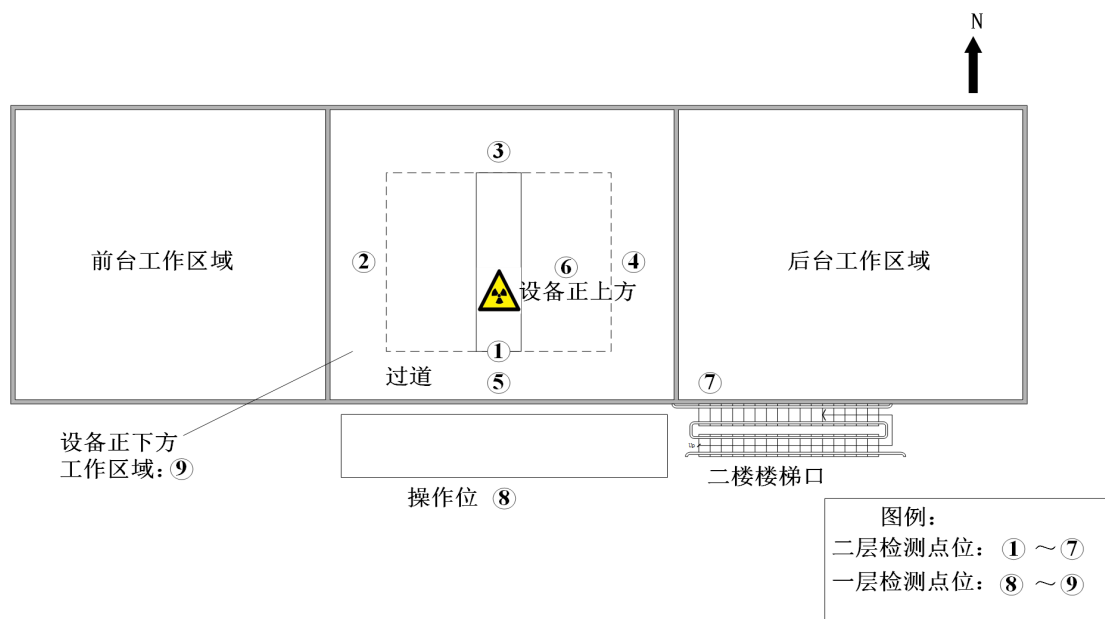 N
③
前台工作区域
②
⑥
④
后台工作区域
设备正上方
①
过道
⑤
⑦
设备正下方
工作区域：⑨
Up
二楼楼梯口
操作位 ⑧
图例：
二层检测点位：①～⑦
一层检测点位：⑧～⑨